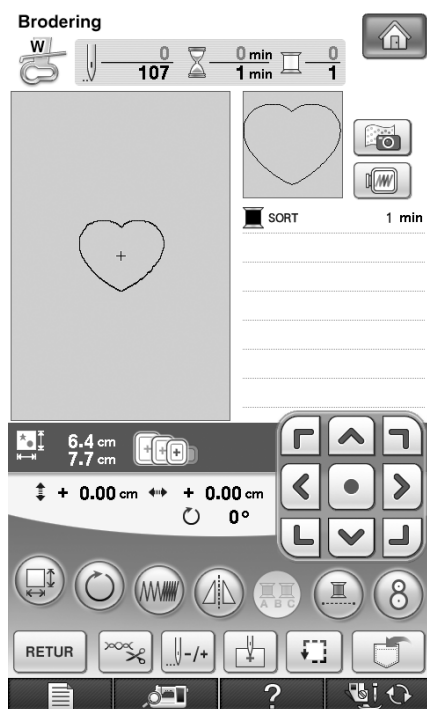 Brodering
W
0 0 min 0
107 1 min 1
SORT 1 min
6.4 cm
7.7 cm
+ 0.00 cm + 0.00 cm
0°
A B C
8
RETUR
-/+
? i